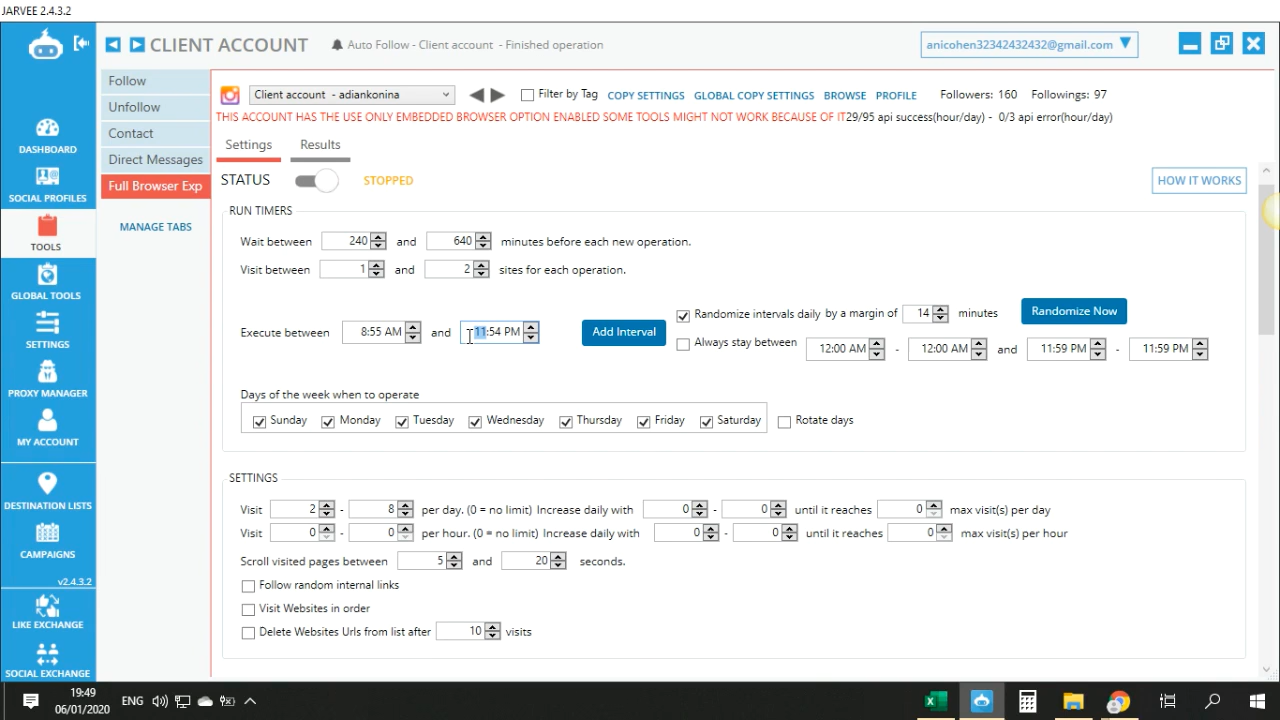 JARVEE 2.4.3.2
CLIENT ACCOUNT
Auto Follow - Client account - Finished operation
anicohen32342432432@gmail.com
DASHBOARD
SOCIAL PROFILES
TOOLS
GLOBAL TOOLS
SETTINGS
PROXY MANAGER
MY ACCOUNT
DESTINATION LISTS
CAMPAIGNS
v2.4.3.2
LIKE EXCHANGE
SOCIAL EXCHANGE
Follow
Unfollow
Contact
Direct Messages
Full Browser Exp
MANAGE TABS
Client account - adiankonina Filter by Tag COPY SETTINGS GLOBAL COPY SETTINGS BROWSE PROFILE Followers: 160 Followings: 97
THIS ACCOUNT HAS THE USE ONLY EMBEDDED BROWSER OPTION ENABLED SOME TOOLS MIGHT NOT WORK BECAUSE OF IT29/95 api success(hour/day) - 0/3 api error(hour/day)
Settings Results
STATUS STOPPED HOW IT WORKS
RUN TIMERS
Wait between 240 and 640 minutes before each new operation.
Visit between 1 and 2 sites for each operation.
Randomize intervals daily by a margin of 14 minutes Randomize Now
Execute between 8:55 AM and 11:54 PM Add Interval
Always stay between 12:00 AM - 12:00 AM and 11:59 PM - 11:59 PM
Days of the week when to operate
Sunday Monday Tuesday Wednesday Thursday Friday Saturday Rotate days
SETTINGS
Visit 2 - 8 per day. (0 = no limit) Increase daily with 0 - 0 until it reaches 0 max visit(s) per day
Visit 0 - 0 per hour. (0 = no limit) Increase daily with 0 - 0 until it reaches 0 max visit(s) per hour
Scroll visited pages between 5 and 20 seconds.
Follow random internal links
Visit Websites in order
Delete Websites Urls from list after 10 visits
19:49
06/01/2020
ENG